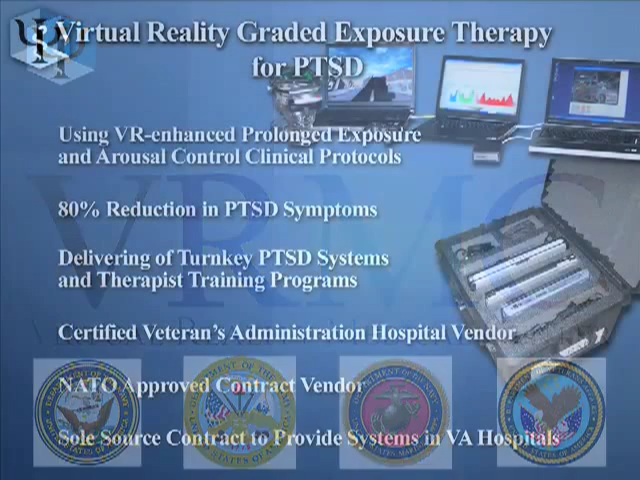 Virtual Reality Graded Exposure Therapy
for PTSD
Using VR-enhanced Prolonged Exposure
and Arousal Control Clinical Protocols
80% Reduction in PTSD Symptoms
VRMC
Delivering of Turnkey PTSD Systems
and Therapist Training Programs
Certified Veteran's Administration Hospital Vendor
NATO Approved Contract Vendor
Sole Source Contract to Provide Systems in VA Hospitals